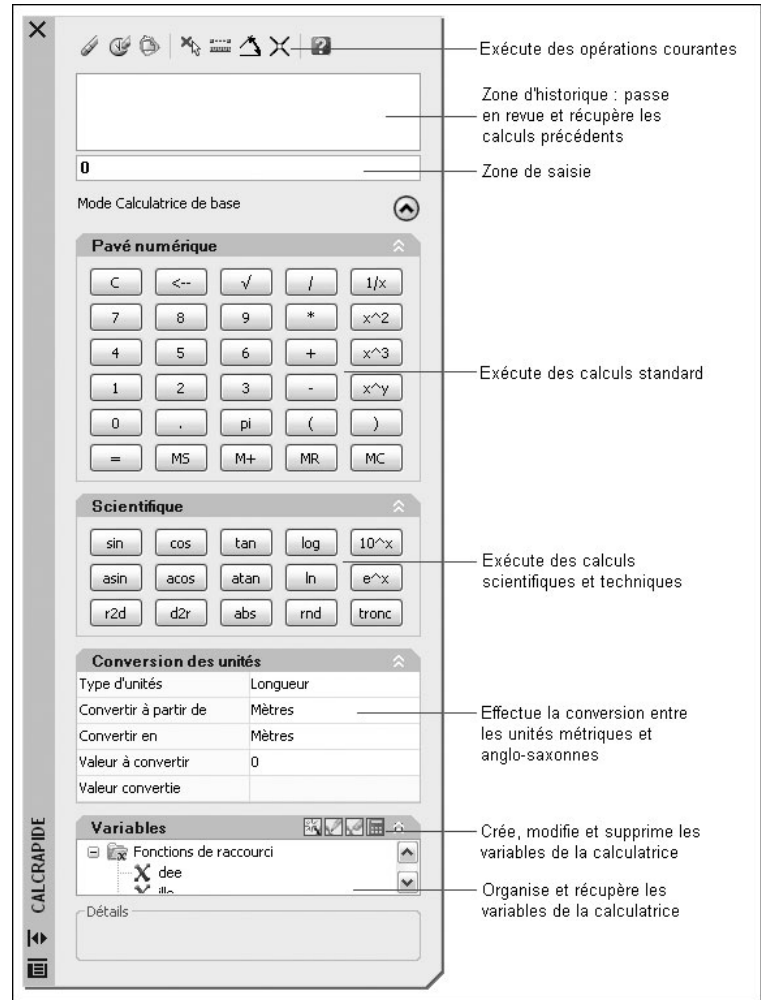 Exécute des opérations courantes
Zone d'historique : passe
en revue et récupère les
calculs précédents
0
Zone de saisie
Mode Calculatrice de base
Pavé numérique
C <-- √ / 1/x
7 8 9 * x^2
4 5 6 + x^3
Exécute des calculs standard
1 2 3 - x^y
0 . pi ( )
= MS M+ MR MC
Scientifique
sin cos tan log 10^x
asin acos atan ln e^x
r2d d2r abs rnd tronc
Exécute des calculs
scientifiques et techniques
Conversion des unités
Type d'unités Longueur
Convertir à partir de Mètres
Convertir en Mètres
Valeur à convertir 0
Valeur convertie
Effectue la conversion entre
les unités métriques et
anglo-saxonnes
Variables
Fonctions de raccourci
dee
Crée, modifie et supprime les
variables de la calculatrice
Organise et récupère les
variables de la calculatrice
Détails
CALCRAPIDE